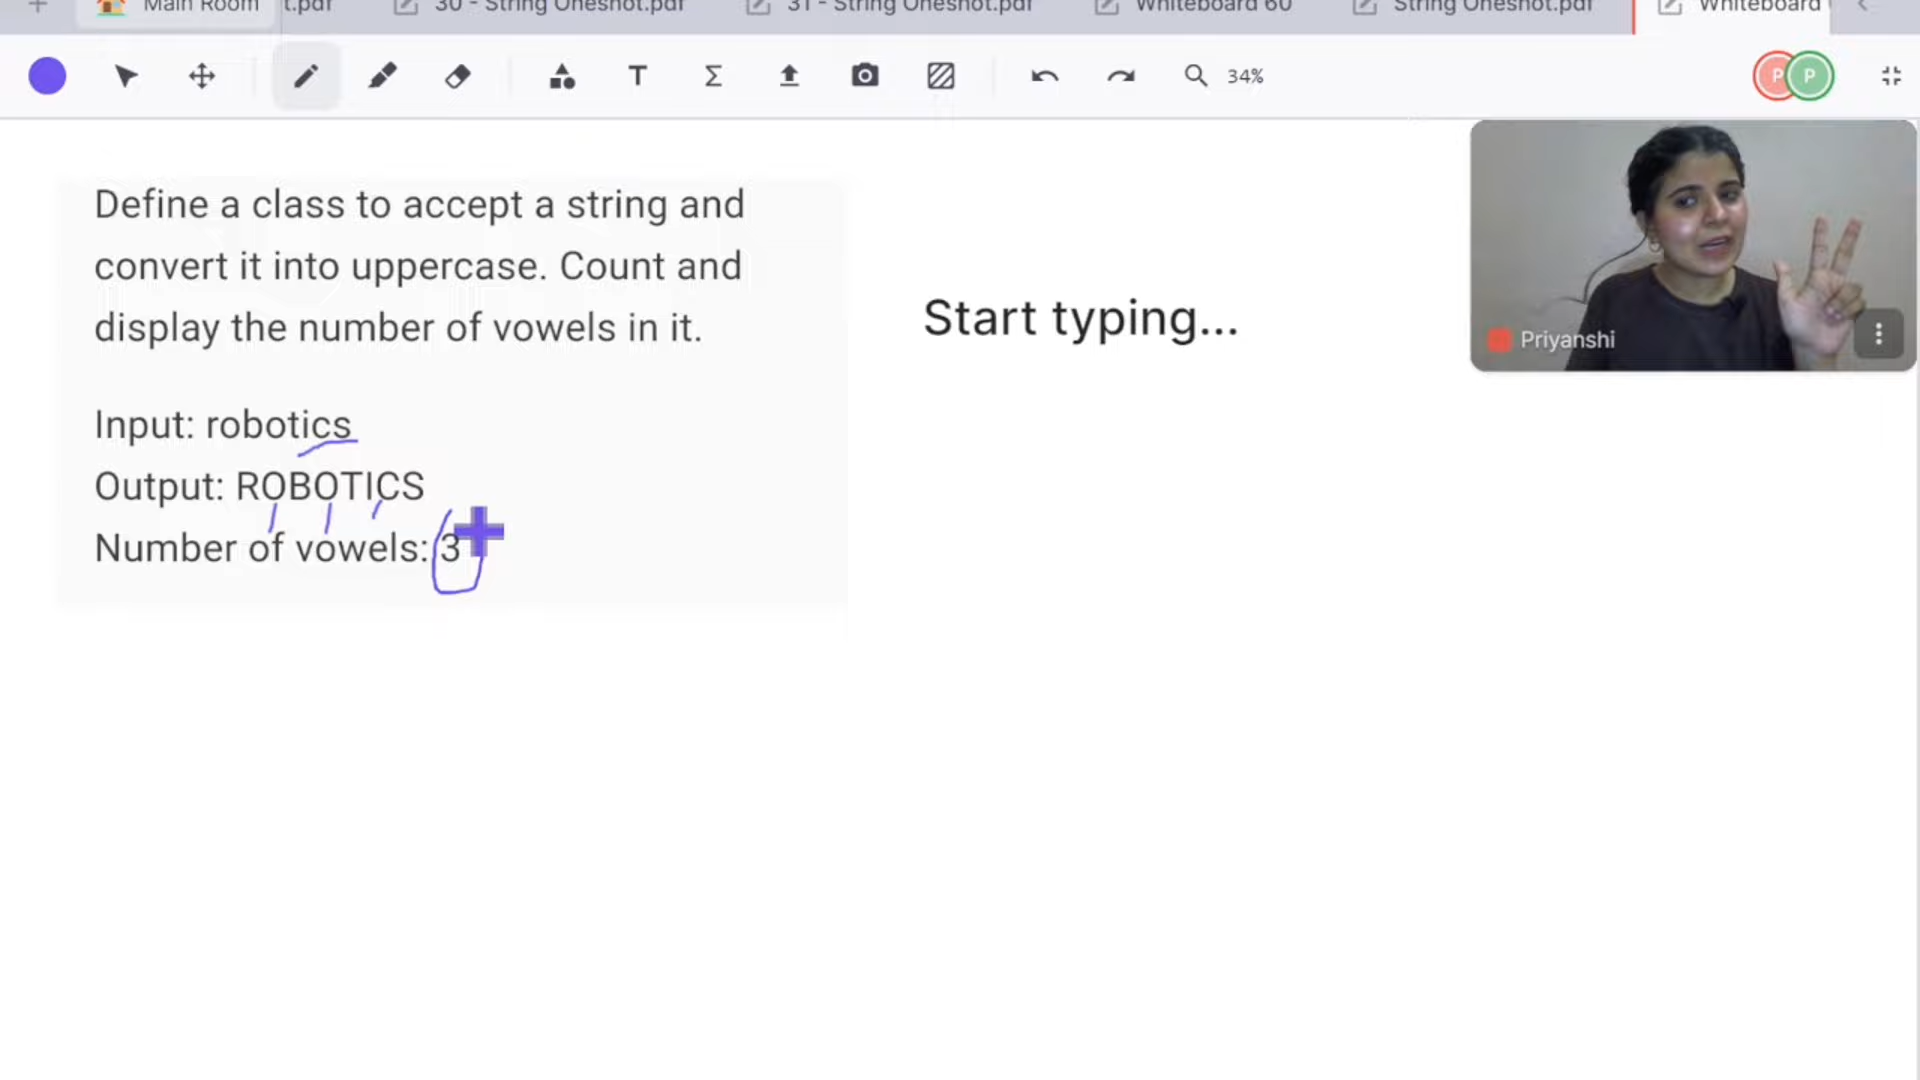 Main Room
t.pdf
30 - String Oneshot.pdf
31 - String Oneshot.pdf
Whiteboard 60
String Oneshot.pdf
Whiteboard
T
Σ
34%
P
P
Define a class to accept a string and
convert it into uppercase. Count and
display the number of vowels in it.
Start typing...
Priyanshi
Input: robotics
Output: ROBOTICS
Number of vowels: 3